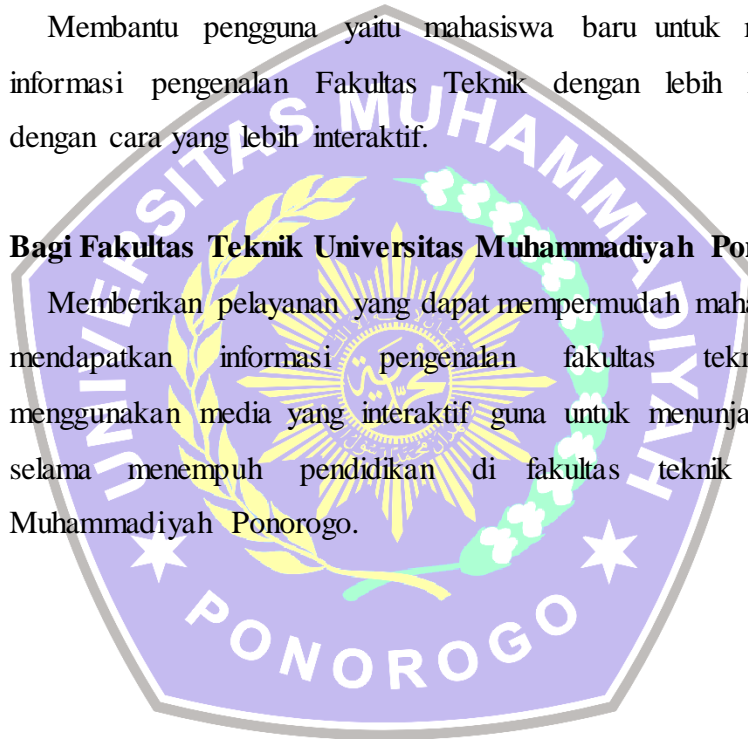 Membantu pengguna yaitu mahasiswa baru untuk
informasi pengenalan Fakultas Teknik dengan lebih
dengan cara yang lebih interaktif.
Bagi Fakultas Teknik Universitas Muhammadiyah
Memberikan pelayanan yang dapat mempermudah
mendapatkan informasi pengenalan fakultas
menggunakan media yang interaktif guna untuk
selama menempuh pendidikan di fakultas teknik
Muhammadiyah Ponorogo.
UNIVERSITAS MUHAMMADIYAH
PONOROGO